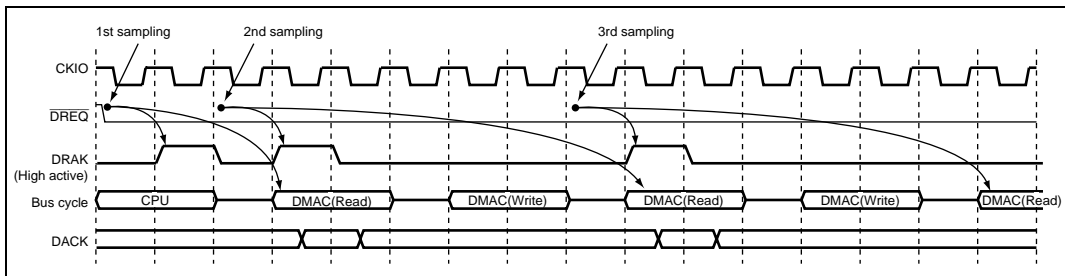 1st sampling 2nd sampling 3rd sampling
CKIO
DREQ
DRAK
(High active)
Bus cycle CPU DMAC(Read) DMAC(Write) DMAC(Read) DMAC(Write) DMAC(Read)
DACK